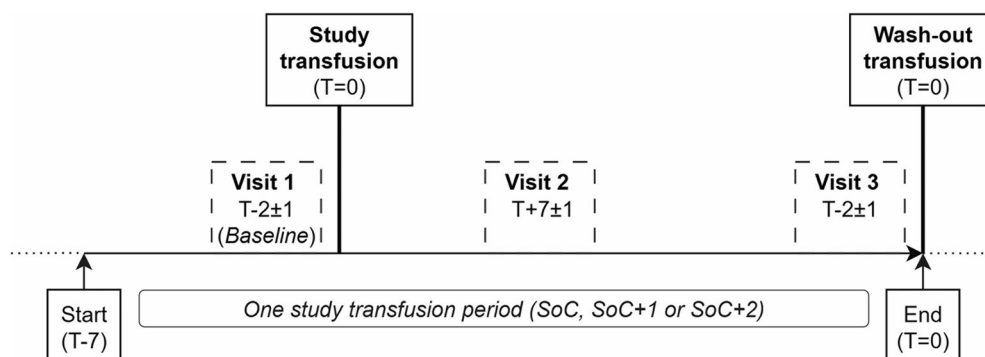 Study
transfusion
(T=0)
Wash-out
transfusion
(T=0)
Visit 1
T-2±1
(Baseline)
Visit 2
T+7±1
Visit 3
T-2±1
Start
(T-7)
One study transfusion period (SoC, SoC+1 or SoC+2)
End
(T=0)